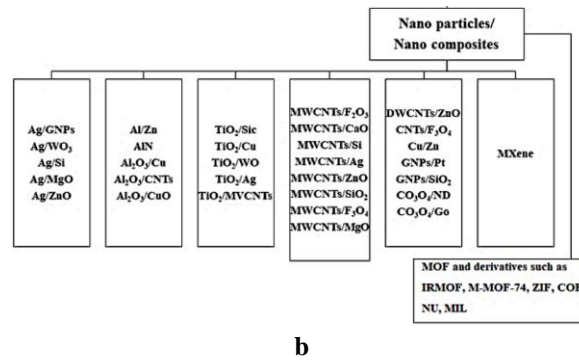 Nano particles/
Nano composites
Ag/GNPs
Ag/WO₃
Ag/Si
Ag/MgO
Ag/ZnO
Al/Zn
AlN
Al₂O₃/Cu
Al₂O₃/CNTs
Al₂O₃/CuO
TiO₂/Sic
TiO₂/Cu
TiO₂/WO
TiO₂/Ag
TiO₂/MVCNTs
MWCNTs/F₂O₃
MWCNTs/CaO
MWCNTs/Si
MWCNTs/Ag
MWCNTs/ZnO
MWCNTs/SiO₂
MWCNTs/F₃O₄
MWCNTs/MgO
DWCNTs/ZnO
CNTs/F₃O₄
Cu/Zn
GNPs/Pt
GNPs/SiO₂
CO₃O₄/ND
CO₃O₄/Go
MXene
MOF and derivatives such as
IRMOF, M-MOF-74, ZIF, COF
NU, MIL
b